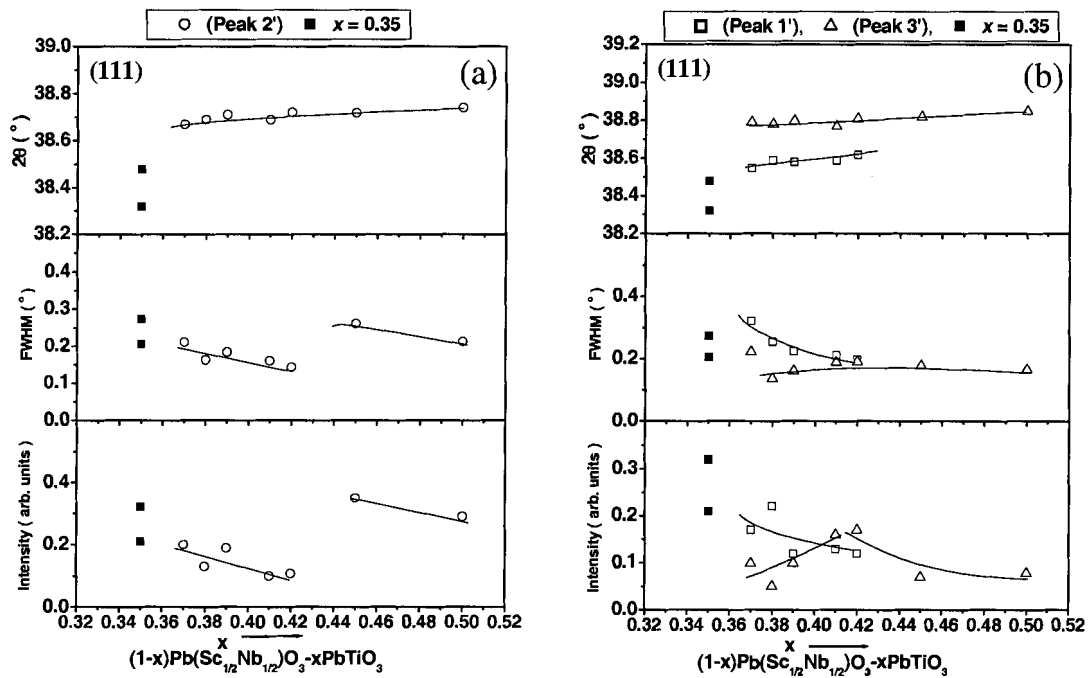 (Peak 2') x = 0.35
(111) (a)
39.0
38.8
38.6
38.4
38.3
38.2
2θ (°)
0.4
0.3
0.2
0.1
0.0
FWHM (°)
0.4
0.2
0.0
Intensity ( arb. units)
0.32 0.34 0.36 0.38 0.40 0.42 0.44 0.46 0.48 0.50 0.52
x
(1-x)Pb(Sc1/2Nb1/2)O3-xPbTiO3
(Peak 1'), (Peak 3'), x = 0.35
(111) (b)
39.2
39.0
38.8
38.6
38.4
38.2
2θ (°)
0.4
0.2
0.0
FWHM (°)
0.3
0.2
0.1
0.0
Intensity ( arb. units)
0.32 0.34 0.36 0.38 0.40 0.42 0.44 0.46 0.48 0.50 0.52
x
(1-x)Pb(Sc1/2Nb1/2)O3-xPbTiO3